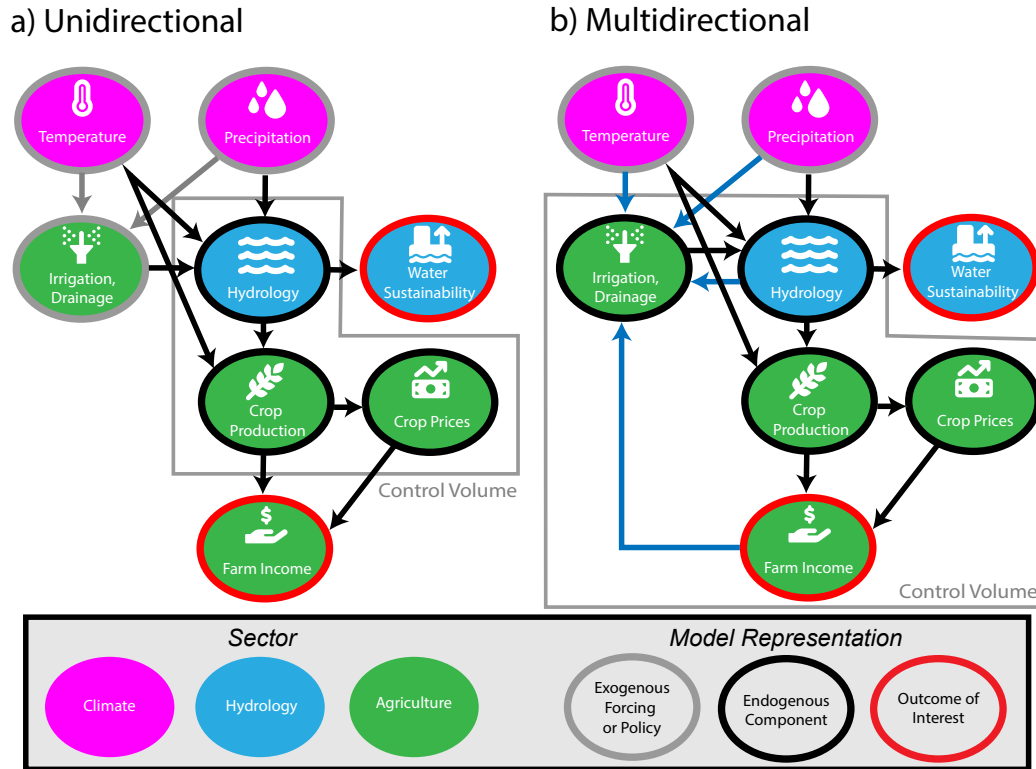 a) Unidirectional
Temperature
Precipitation
Irrigation,
Drainage
Hydrology
Water
Sustainability
Crop
Production
Crop Prices
Control Volume
$
Farm Income
b) Multidirectional
Temperature
Precipitation
Irrigation,
Drainage
Hydrology
Water
Sustainability
Crop
Production
Crop Prices
$
Farm Income
Control Volume
Sector
Climate
Hydrology
Agriculture
Model Representation
Exogenous
Forcing
or Policy
Endogenous
Component
Outcome of
Interest